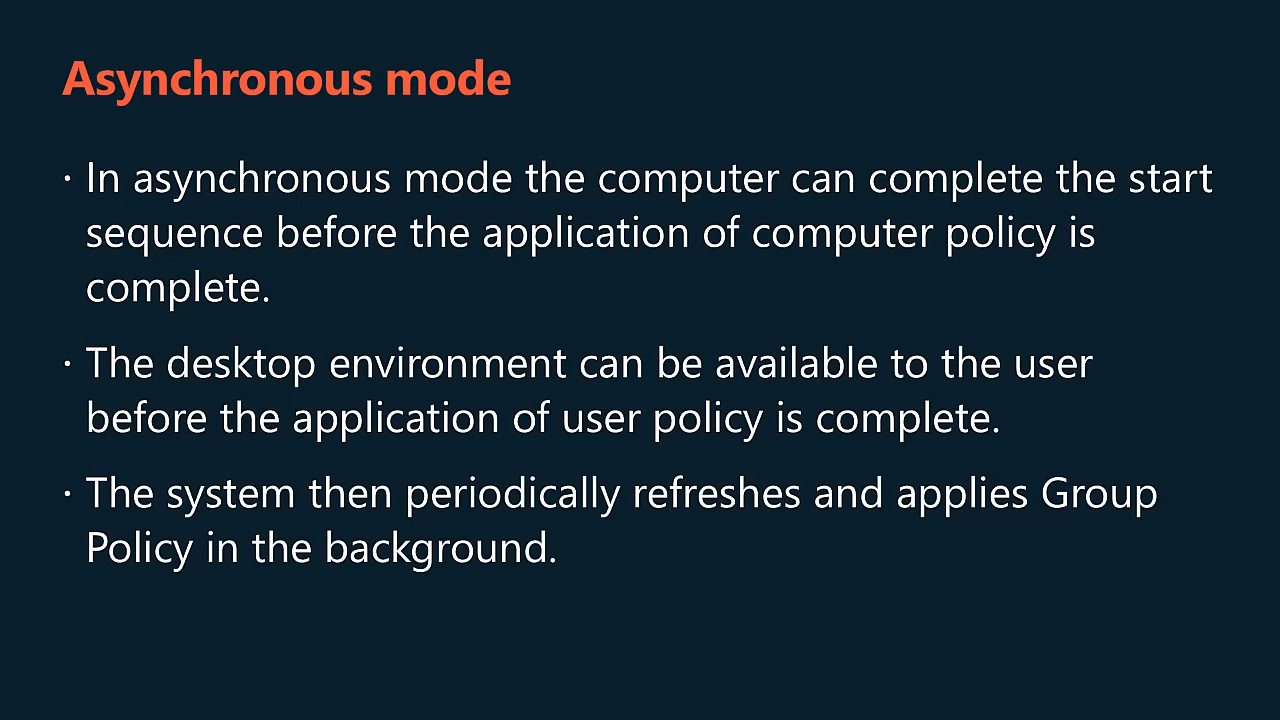 Asynchronous mode
· In asynchronous mode the computer can complete the start
sequence before the application of computer policy is
complete.
· The desktop environment can be available to the user
before the application of user policy is complete.
· The system then periodically refreshes and applies Group
Policy in the background.